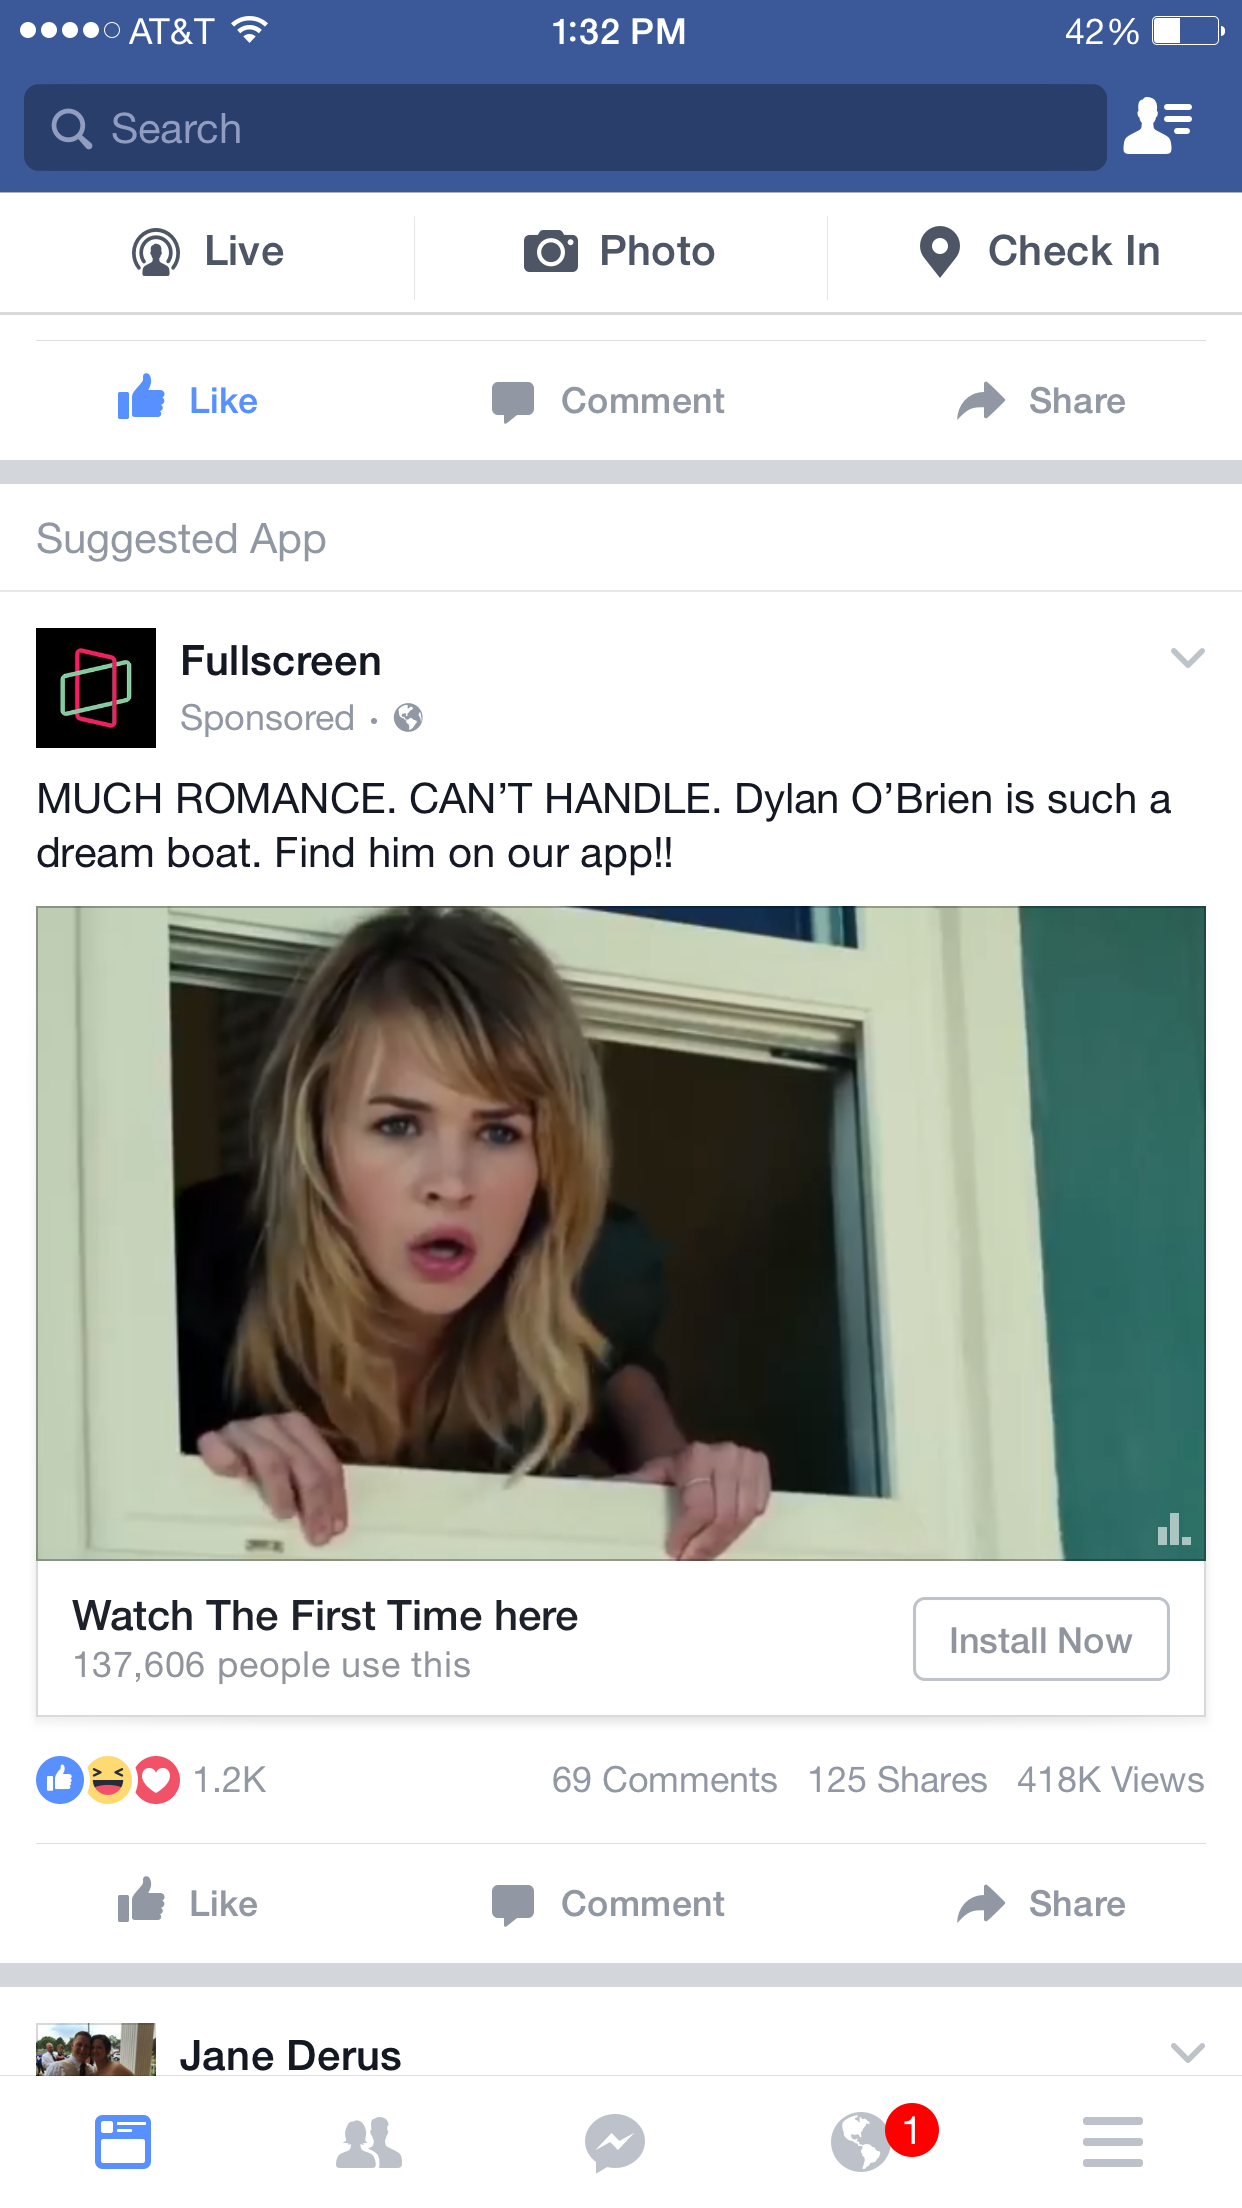 AT&T 1:32 PM 42%
Search
Live Photo Check In
Like Comment Share
Suggested App
Fullscreen
Sponsored ·
MUCH ROMANCE. CAN'T HANDLE. Dylan O'Brien is such a
dream boat. Find him on our app!!
Watch The First Time here
137,606 people use this
Install Now
1.2K 69 Comments 125 Shares 418K Views
Like Comment Share
Jane Derus
1